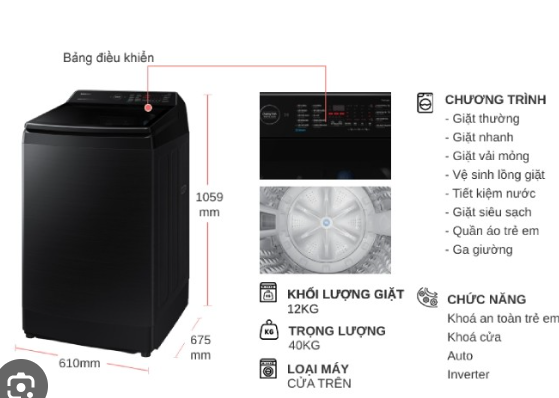 Bảng điều khiển
1059
mm
675
mm
610mm
KHỐI LƯỢNG GIẶT
12KG
TRỌNG LƯỢNG
40KG
LOẠI MÁY
CỬA TRÊN
CHƯƠNG TRÌNH
- Giặt thường
- Giặt nhanh
- Giặt vải mỏng
- Vệ sinh lồng giặt
- Tiết kiệm nước
- Giặt siêu sạch
- Quần áo trẻ em
- Ga giường
CHỨC NĂNG
Khoá an toàn trẻ em
Khoá cửa
Auto
Inverter